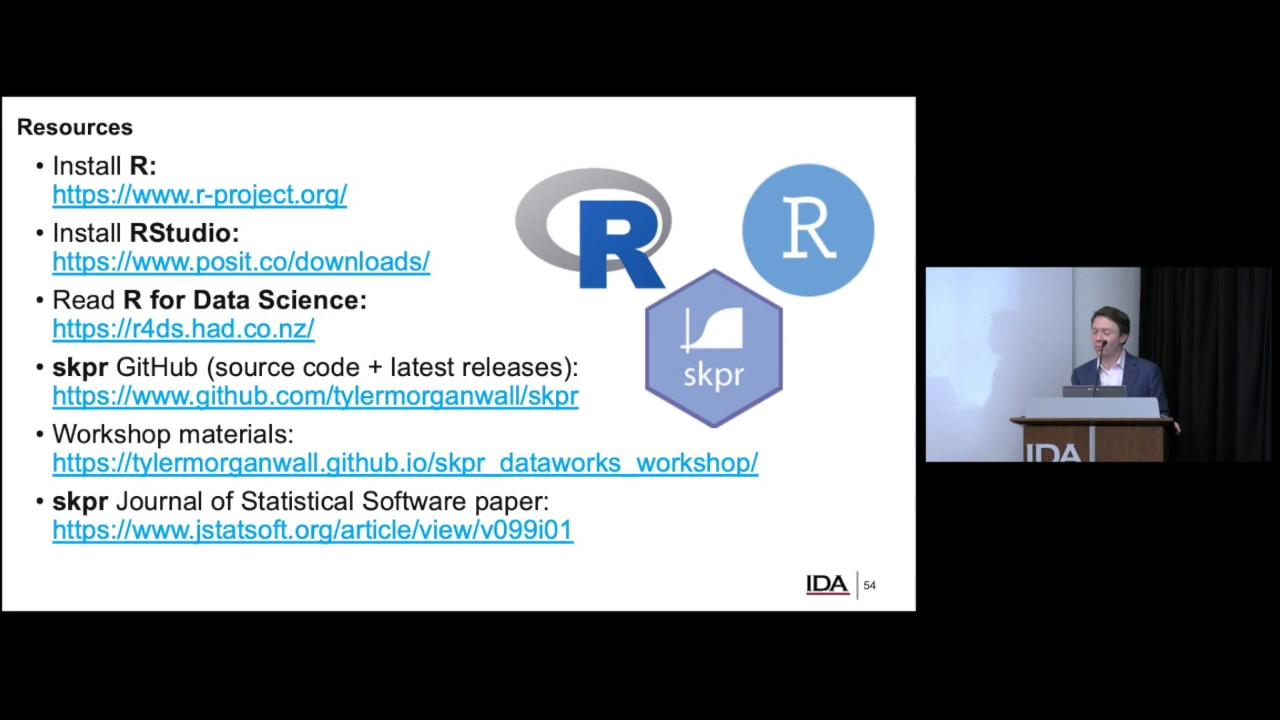 Resources
• Install R:
https://www.r-project.org/
• Install RStudio:
https://www.posit.co/downloads/
• Read R for Data Science:
https://r4ds.had.co.nz/
• skpr GitHub (source code + latest releases):
https://www.github.com/tylermorganwall/skpr
• Workshop materials:
https://tylermorganwall.github.io/skpr_dataworks_workshop/
• skpr Journal of Statistical Software paper:
https://www.jstatsoft.org/article/view/v099i01
R
R
skpr
IDA
54
IDA